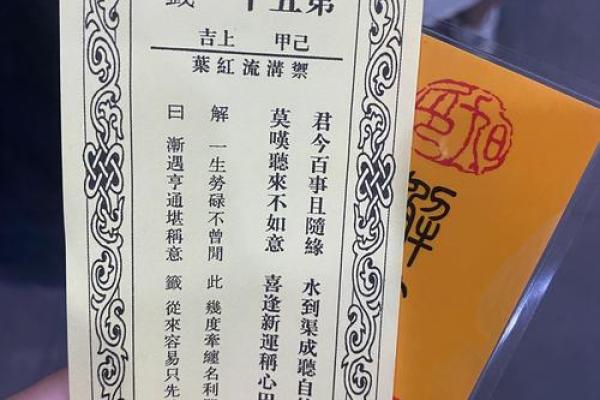 第五十 籤
己甲 上吉
禦溝流紅葉
君今百事且隨緣 水到渠成聽自
莫嘆聽來不如意 喜逢新運稱心
解 一生勞碌不曾閒 此 幾度牽纏名利
曰 漸遇亨通堪稱意 籤 從來容易只先
解